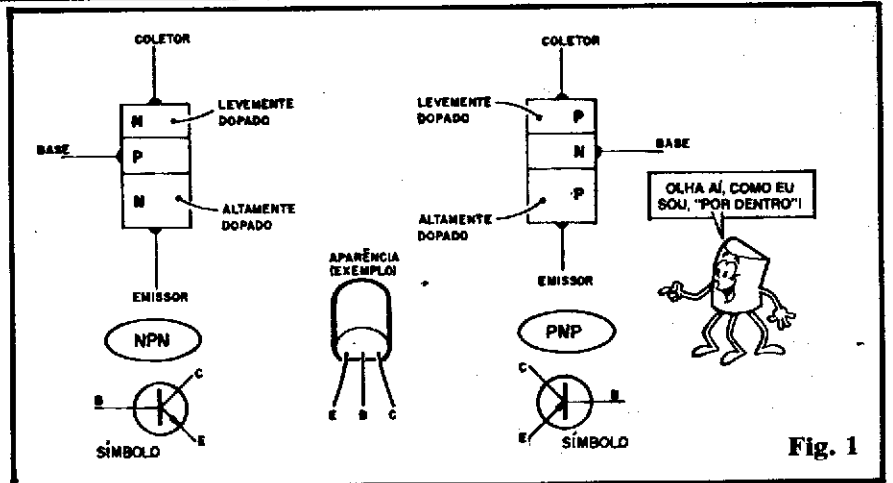 COLETOR
N
LEVEMENTE
DOPADO
BASE
P
N
ALTAMENTE
DOPADO
EMISSOR
NPN
B
C
E
SÍMBOLO
APARÊNCIA
(EXEMPLO)
E B C
COLETOR
LEVEMENTE
DOPADO
P
N
BASE
P
ALTAMENTE
DOPADO
EMISSOR
PNP
C
B
E
SÍMBOLO
OLHA AÍ, COMO EU
SOU, "POR DENTRO"!
Fig. 1